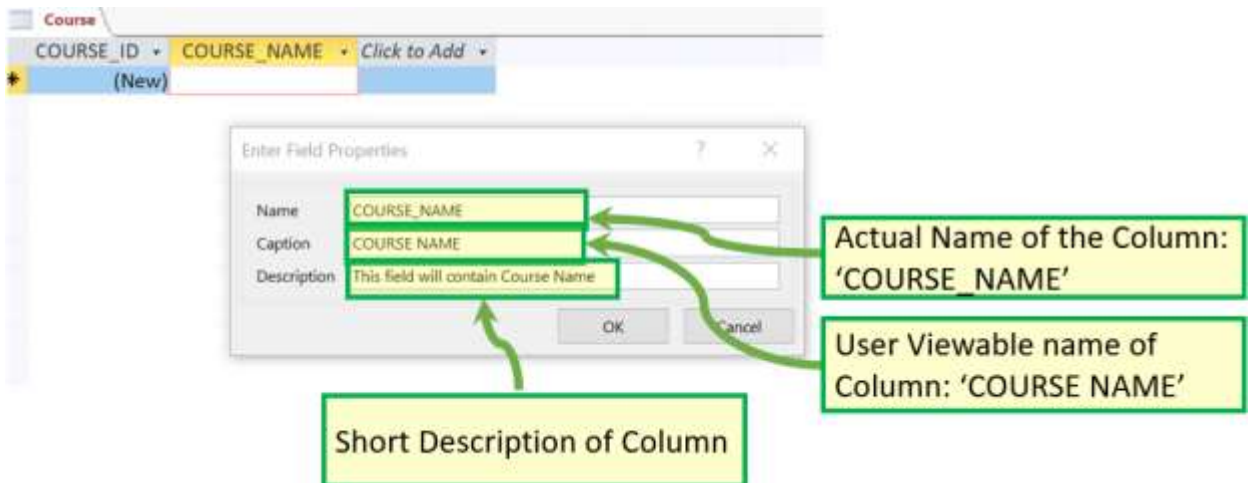 Course
COURSE_ID COURSE_NAME Click to Add
(New)
Enter Field Properties ? ×
Name COURSE_NAME
Caption COURSE NAME
Description This field will contain Course Name
OK Cancel
Actual Name of the Column:
‘COURSE_NAME’
User Viewable name of
Column: ‘COURSE NAME’
Short Description of Column